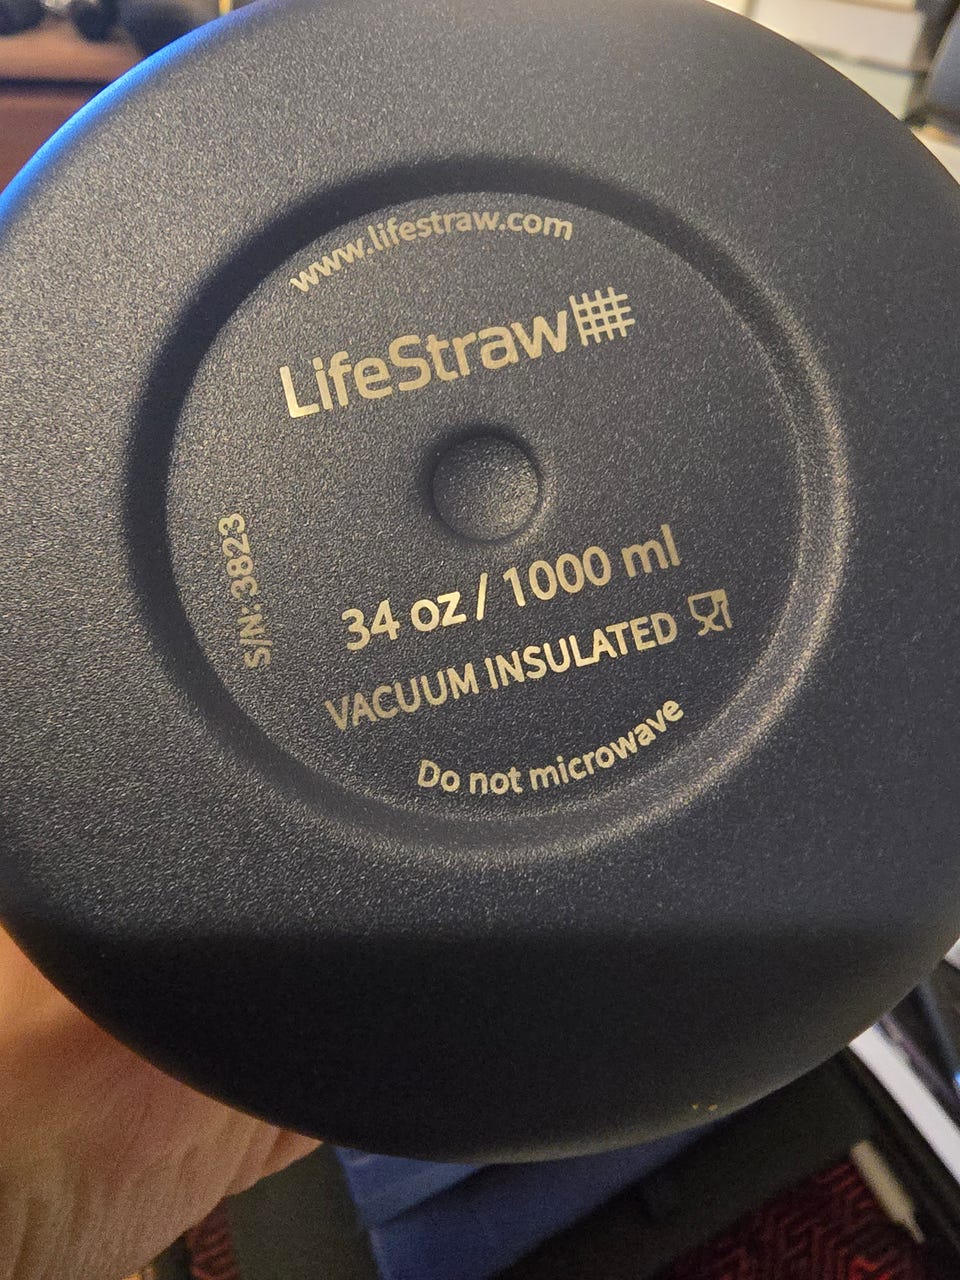 www.lifestraw.com
LifeStraw
S/N: 3823
34 oz / 1000 ml
VACUUM INSULATED
Do not microwave